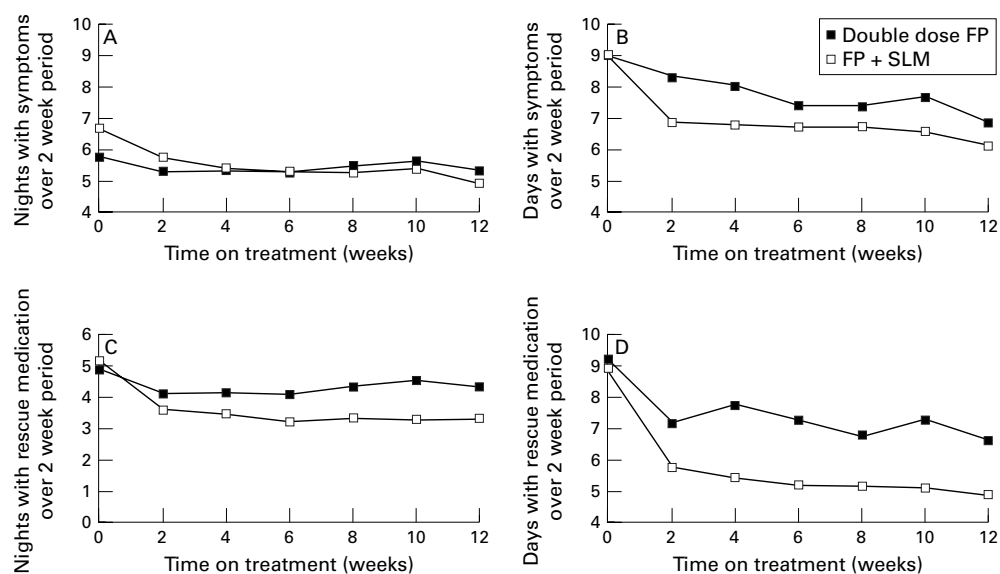 A
Nights with symptoms
over 2 week period
10
9
8
7
6
5
4
0 2 4 6 8 10 12
Time on treatment (weeks)
B
Double dose FP
FP + SLM
Days with symptoms
over 2 week period
10
9
8
7
6
5
4
0 2 4 6 8 10 12
Time on treatment (weeks)
C
Nights with rescue medication
over 2 week period
6
5
4
3
2
1
0
0 2 4 6 8 10 12
Time on treatment (weeks)
D
Days with rescue medication
over 2 week period
10
9
8
7
6
5
4
0 2 4 6 8 10 12
Time on treatment (weeks)